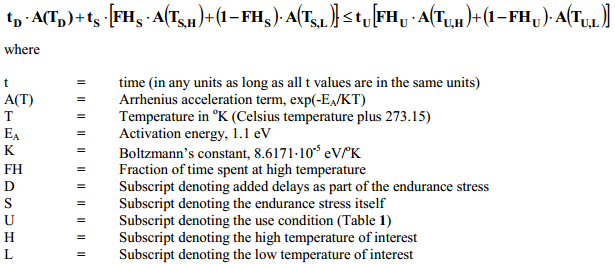 t_D · A(T_D) + t_S · [FH_S · A(T_S,H) + (1 – FH_S) · A(T_S,L)] ≤ t_U [FH_U · A(T_U,H) + (1 – FH_U) · A(T_U,L)]
where
t = time (in any units as long as all t values are in the same units)
A(T) = Arrhenius acceleration term, exp(-E_A/KT)
T = Temperature in °K (Celsius temperature plus 273.15)
E_A = Activation energy, 1.1 eV
K = Boltzmann's constant, 8.6171·10⁻⁵ eV/°K
FH = Fraction of time spent at high temperature
D = Subscript denoting added delays as part of the endurance stress
S = Subscript denoting the endurance stress itself
U = Subscript denoting the use condition (Table 1)
H = Subscript denoting the high temperature of interest
L = Subscript denoting the low temperature of interest